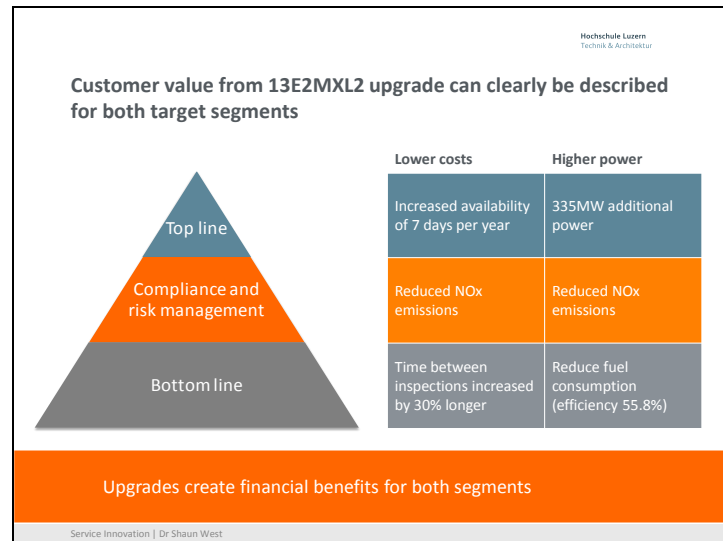 Hochschule Luzern
Technik & Architektur
Customer value from 13E2MXL2 upgrade can clearly be described
for both target segments
Top line
Compliance and
risk management
Bottom line
Lower costs
Higher power
Increased availability
of 7 days per year
335MW additional
power
Reduced NOx
emissions
Reduced NOx
emissions
Time between
inspections increased
by 30% longer
Reduce fuel
consumption
(efficiency 55.8%)
Upgrades create financial benefits for both segments
Service Innovation | Dr Shaun West